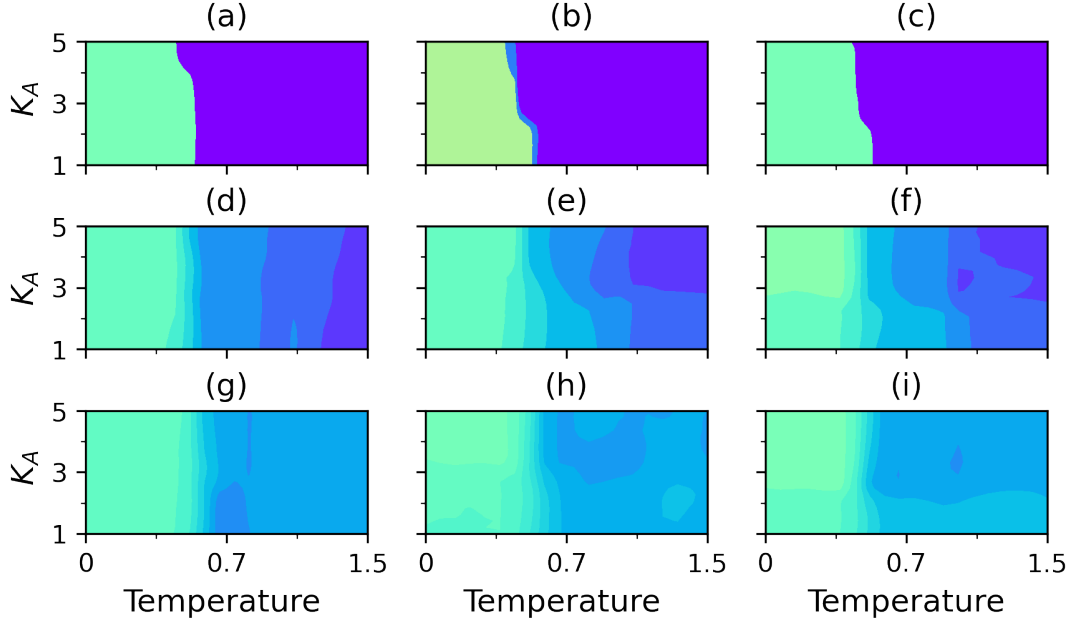 (a) (b) (c)
5
K_A 3
1
(d) (e) (f)
5
K_A 3
1
(g) (h) (i)
5
K_A 3
1
0 0.7 1.5 0 0.7 1.5 0 0.7 1.5
Temperature Temperature Temperature